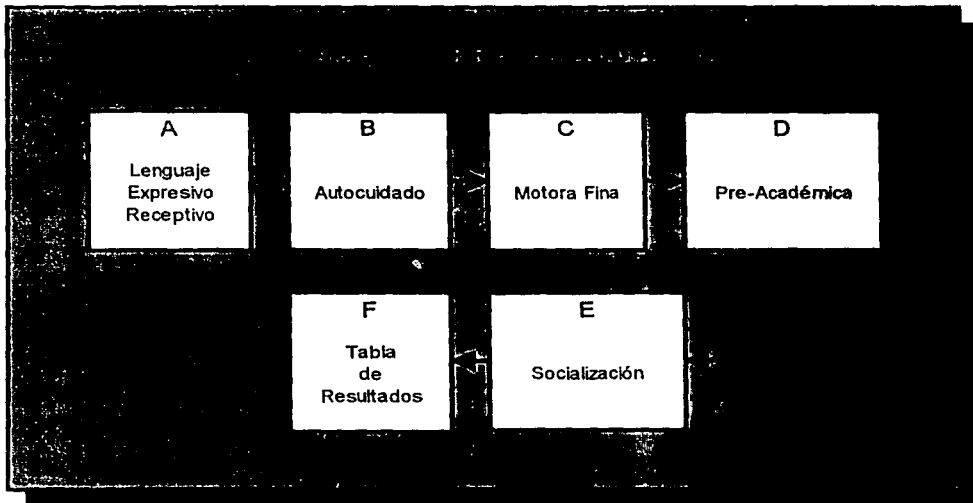 A
Lenguaje
Expresivo
Receptivo
B
Autocuidado
C
Motora Fina
D
Pre-Académica
F
Tabla
de
Resultados
E
Socialización